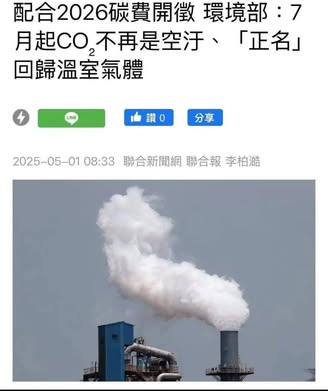 配合2026碳費開徵 環境部：7
月起CO₂不再是空汙、「正名」
回歸溫室氣體
LINE
讚 0
分享
2025-05-01 08:33 聯合新聞網 聯合報 李柏澔